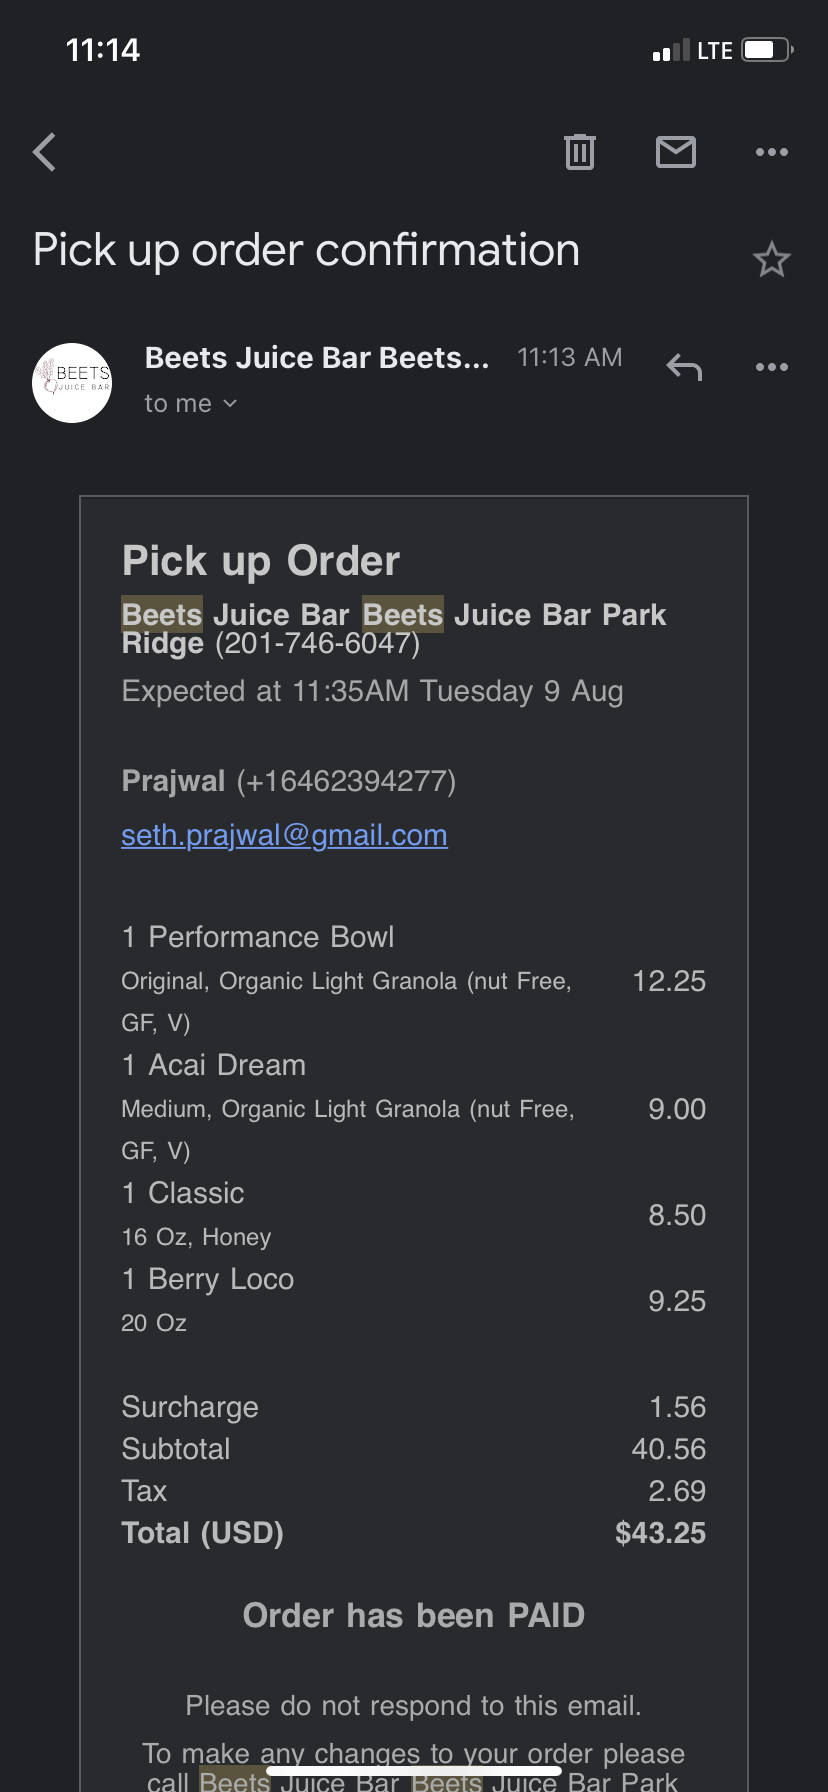 11:14
LTE
Pick up order confirmation
BEETS
JUICE BAR
Beets Juice Bar Beets... 11:13 AM
to me
Pick up Order
Beets Juice Bar Beets Juice Bar Park
Ridge (201-746-6047)
Expected at 11:35AM Tuesday 9 Aug
Prajwal (+16462394277)
seth.prajwal@gmail.com
1 Performance Bowl
Original, Organic Light Granola (nut Free, 12.25
GF, V)
1 Acai Dream
Medium, Organic Light Granola (nut Free, 9.00
GF, V)
1 Classic
8.50
16 Oz, Honey
1 Berry Loco
9.25
20 Oz
Surcharge 1.56
Subtotal 40.56
Tax 2.69
Total (USD) $43.25
Order has been PAID
Please do not respond to this email.
To make any changes to your order please
call Beets Juice Bar Beets Juice Bar Park